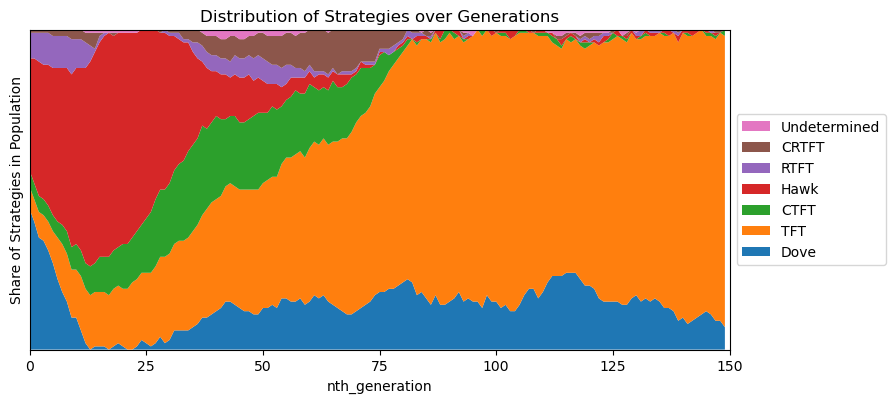 Distribution of Strategies over Generations
Share of Strategies in Population
0 25 50 75 100 125 150
nth_generation
Undetermined
CRTFT
RTFT
Hawk
CTFT
TFT
Dove